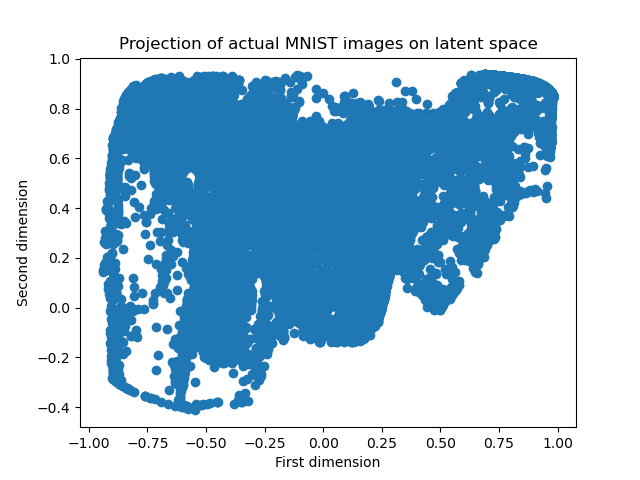 Projection of actual MNIST images on latent space
1.0
0.8
0.6
0.4
0.2
0.0
−0.2
−0.4
Second dimension
−1.00 −0.75 −0.50 −0.25 0.00 0.25 0.50 0.75 1.00
First dimension